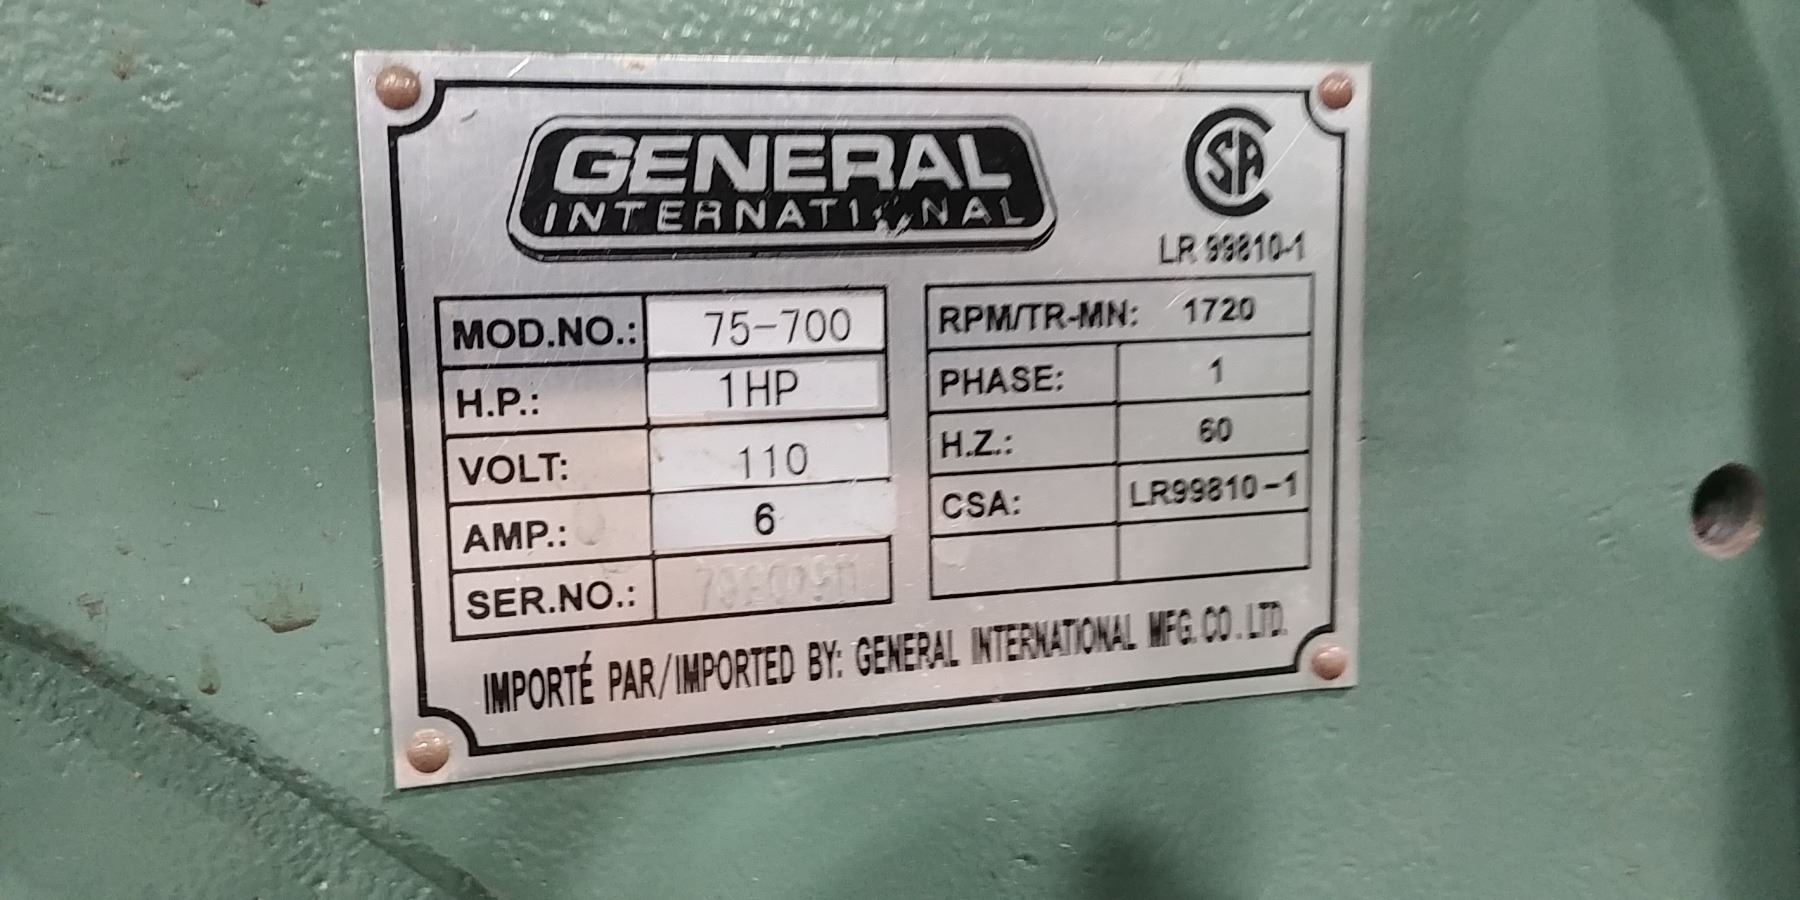 GENERAL
INTERNATIONAL
CSA
LR 99810-1
MOD.NO.: 75-700
H.P.: 1HP
VOLT: 110
AMP.: 6
SER.NO.:
RPM/TR-MN: 1720
PHASE: 1
H.Z.: 60
CSA: LR99810-1
IMPORTÉ PAR/IMPORTED BY: GENERAL INTERNATIONAL MFG. CO. LTD.